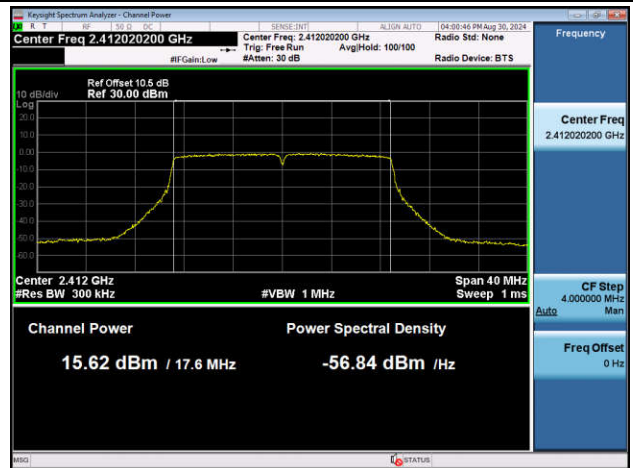 Keysight Spectrum Analyzer - Channel Power
R T RF 50 Ω DC SENSE:INT ALIGN AUTO 04:00:46 PM Aug 30, 2024
Center Freq 2.412020200 GHz
Center Freq: 2.412020200 GHz
Radio Std: None
Trig: Free Run Avg|Hold: 100/100
#IFGain:Low
#Atten: 30 dB
Radio Device: BTS
Frequency
Ref Offset 10.5 dB
10 dB/div Ref 30.00 dBm
Log
20.0
10.0
0.00
-10.0
-20.0
-30.0
-40.0
-50.0
-60.0
Center 2.412 GHz
Span 40 MHz
#Res BW 300 kHz
#VBW 1 MHz
Sweep 1 ms
Channel Power
Power Spectral Density
15.62 dBm / 17.6 MHz
-56.84 dBm /Hz
Center Freq
2.412020200 GHz
CF Step
4.000000 MHz
Auto Man
Freq Offset
0 Hz
MSG
STATUS